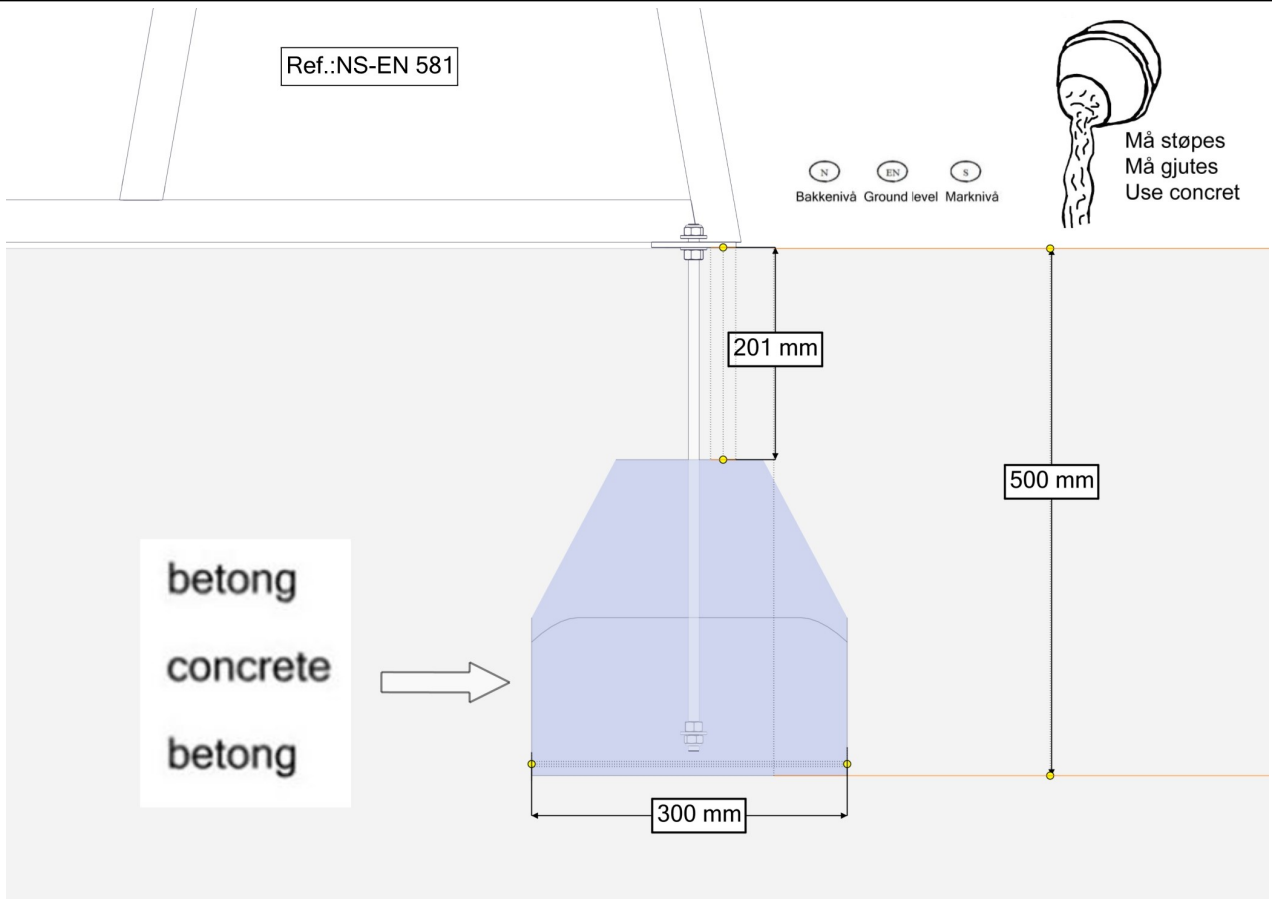 Ref.:NS-EN 581
Må støpes
Må gjutes
Use concret
N EN S
Bakkenivå Ground level Marknivå
201 mm
500 mm
betong
concrete
betong
300 mm